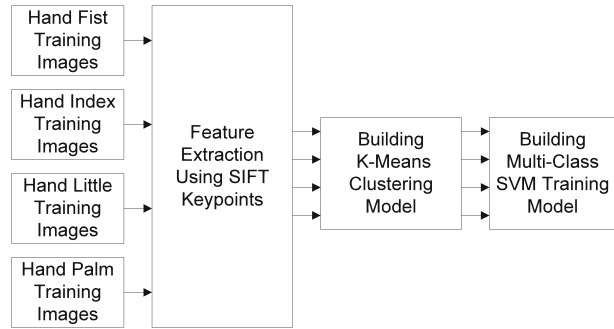 Hand Fist
Training
Images
Hand Index
Training
Images
Hand Little
Training
Images
Hand Palm
Training
Images
Feature
Extraction
Using SIFT
Keypoints
Building
K-Means
Clustering
Model
Building
Multi-Class
SVM Training
Model